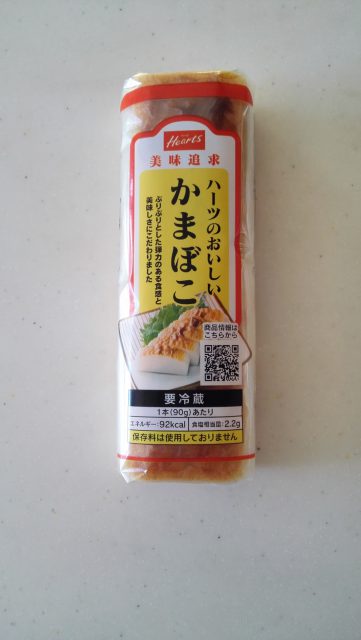 Hearts
美味追求
ハーツのおいしい
かまぼこ
ぷりぷりとした弾力のある食感と
美味しさにこだわりました
商品情報は
こちらから
要冷蔵
1本(90g)あたり
エネルギー:92kcal 食塩相当量:2.2g
保存料は使用しておりません